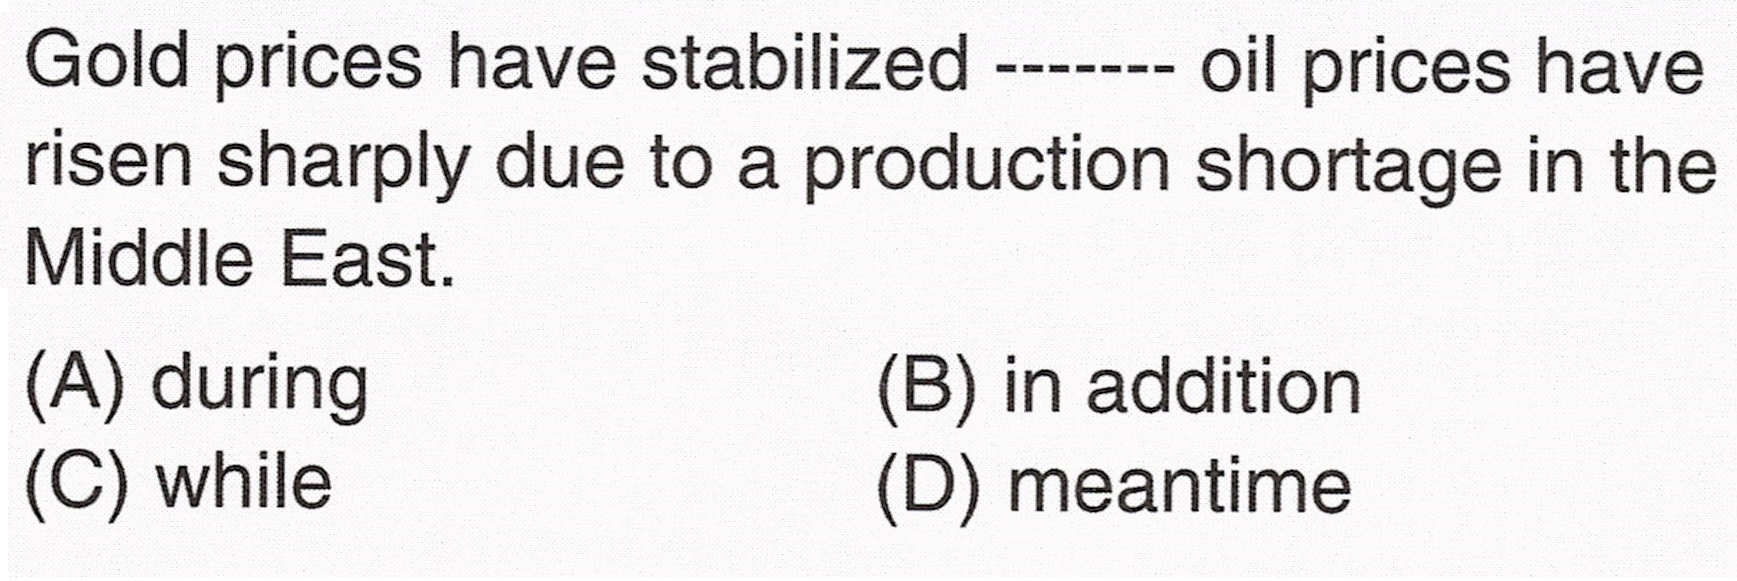 Gold prices have stabilized ------- oil prices have
risen sharply due to a production shortage in the
Middle East.
(A) during (B) in addition
(C) while (D) meantime